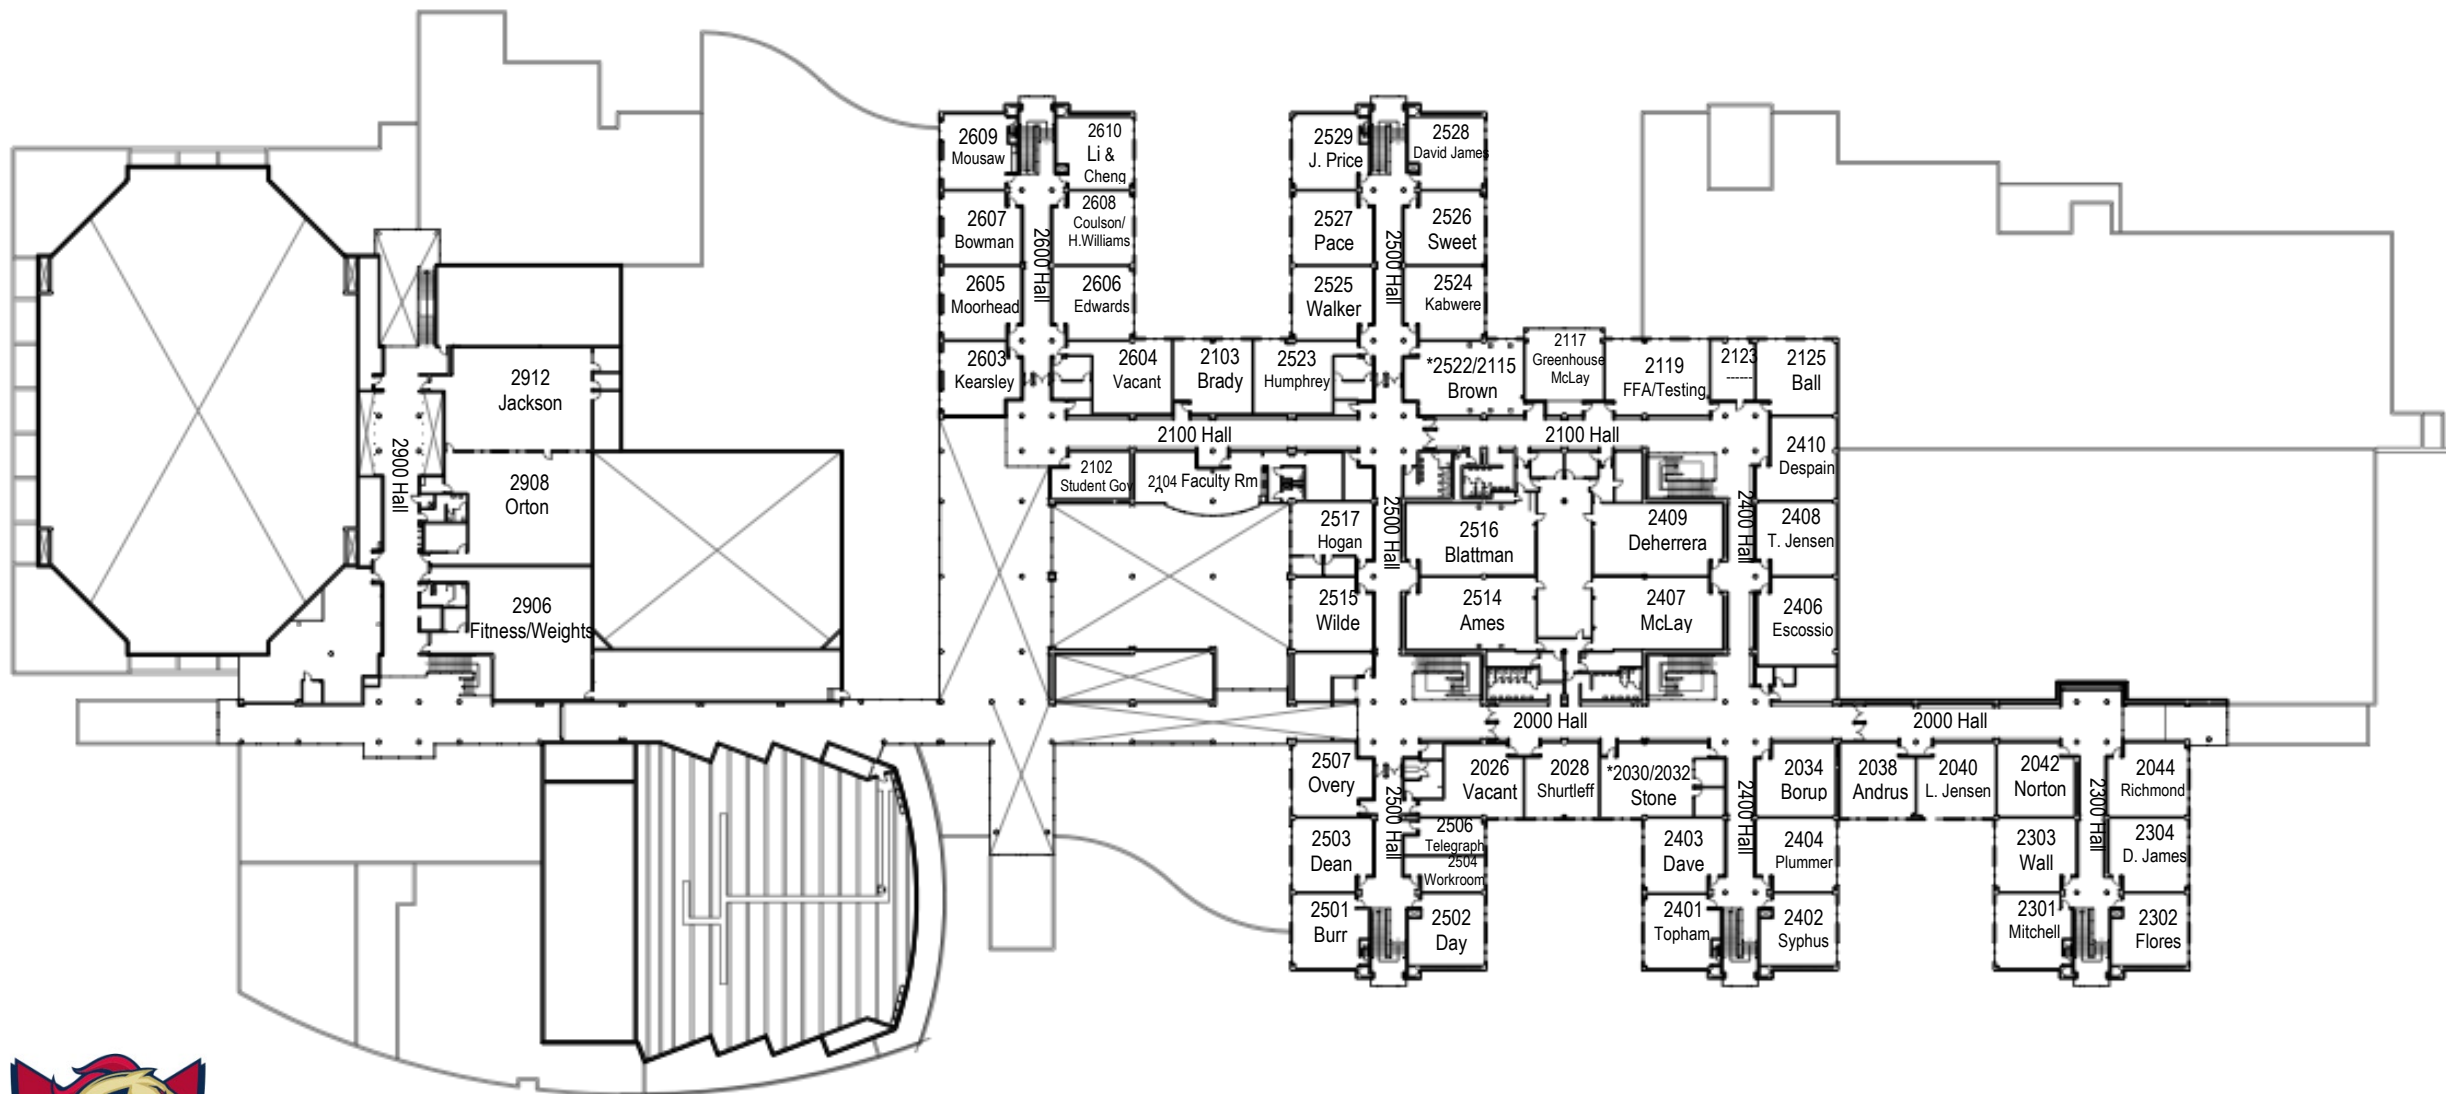 2609
Mousaw
2610
Li &
Cheng
2607
Bowman
2608
Coulson/
H.Williams
2600 Hall
2605
Moorhead
2606
Edwards
2603
Kearsley
2604
Vacant
2103
Brady
2523
Humphrey
2529
J. Price
2528
David James
2527
Pace
2526
Sweet
2500 Hall
2525
Walker
2524
Kabwere
*2522/2115
Brown
2117
Greenhouse
McLay
2119
FFA/Testing
2123
------
2125
Ball
2912
Jackson
2900 Hall
2908
Orton
2906
Fitness/Weights
2100 Hall
2100 Hall
2102
Student Gov
2104 Faculty Rm
2410
Despain
2517
Hogan
2500 Hall
2516
Blattman
2409
Deherrera
2400 Hall
2408
T. Jensen
2515
Wilde
2514
Ames
2407
McLay
2406
Escossio
2000 Hall
2000 Hall
2507
Overy
2026
Vacant
2028
Shurtleff
*2030/2032
Stone
2034
Borup
2038
Andrus
2040
L. Jensen
2042
Norton
2044
Richmond
2500 Hall
2400 Hall
2300 Hall
2503
Dean
2506
Telegraph
2504
Workroom
2403
Dave
2404
Plummer
2303
Wall
2304
D. James
2501
Burr
2502
Day
2401
Topham
2402
Syphus
2301
Mitchell
2302
Flores